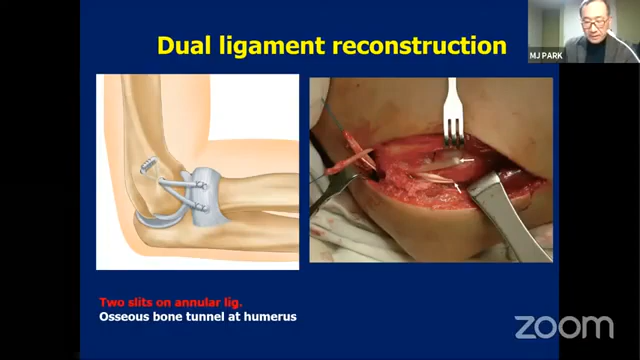 Dual ligament reconstruction
MJ PARK
Two slits on annular lig.
Osseous bone tunnel at humerus
zoom